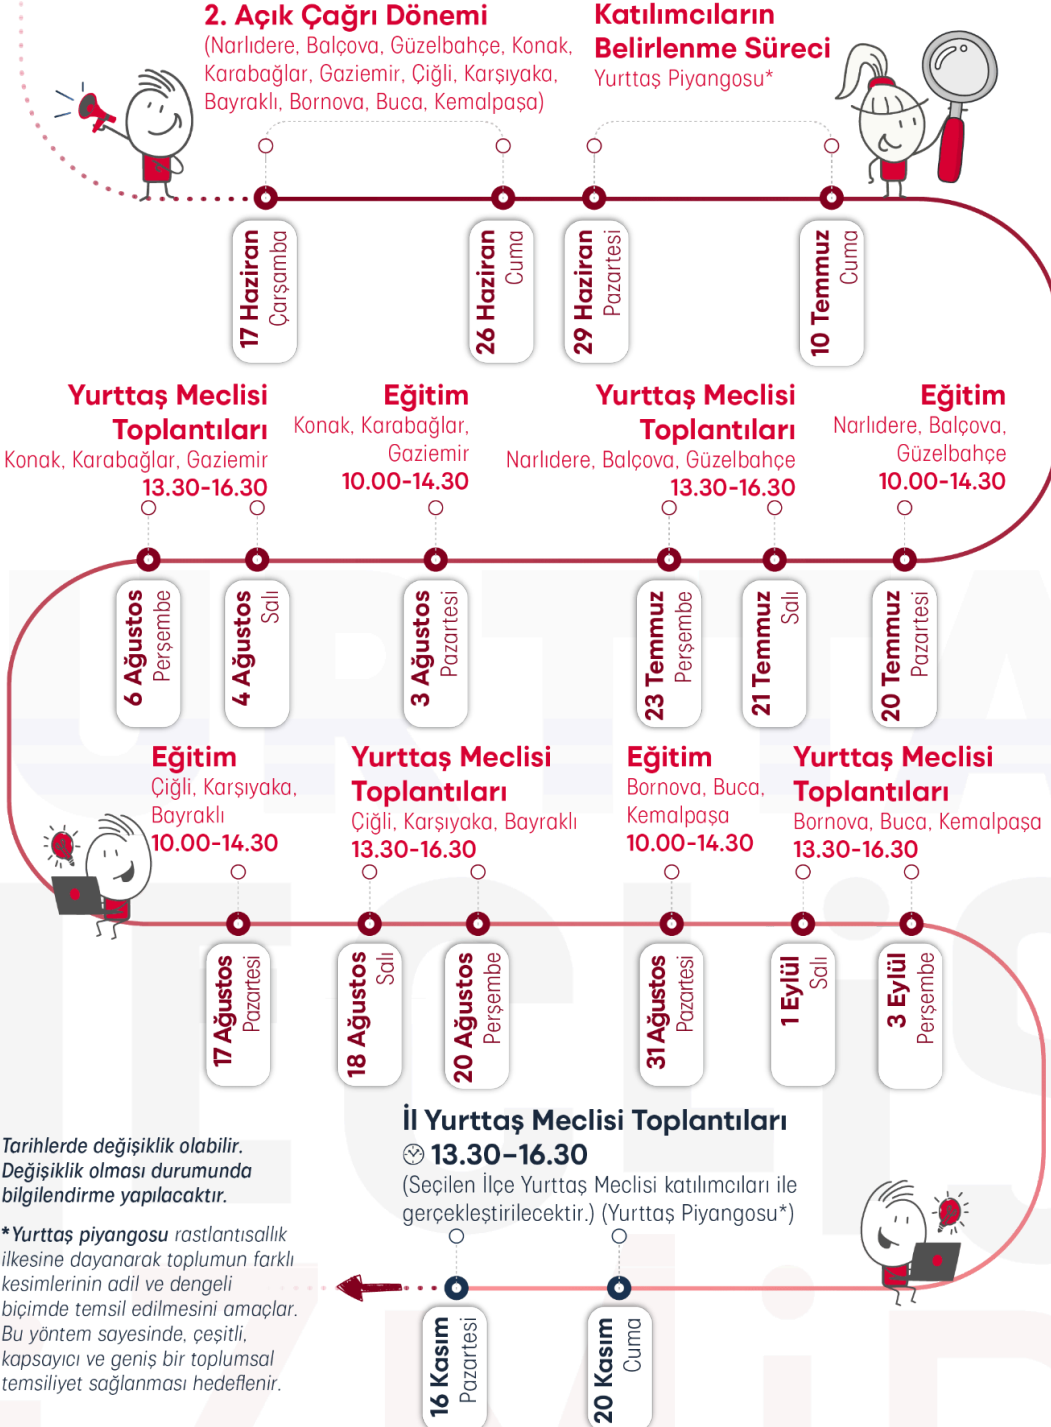 2. Açık Çağrı Dönemi
(Narlıdere, Balçova, Güzelbahçe, Konak,
Karabağlar, Gaziemir, Çiğli, Karşıyaka,
Bayraklı, Bornova, Buca, Kemalpaşa)
Katılımcıların
Belirlenme Süreci
Yurttaş Piyangosu*
17 Haziran
Çarşamba
26 Haziran
Cuma
29 Haziran
Pazartesi
10 Temmuz
Cuma
Yurttaş Meclisi
Toplantıları
Konak, Karabağlar, Gaziemir
13.30-16.30
Eğitim
Konak, Karabağlar,
Gaziemir
10.00-14.30
Yurttaş Meclisi
Toplantıları
Narlıdere, Balçova, Güzelbahçe
13.30-16.30
Eğitim
Narlıdere, Balçova,
Güzelbahçe
10.00-14.30
6 Ağustos
Perşembe
4 Ağustos
Salı
3 Ağustos
Pazartesi
23 Temmuz
Perşembe
21 Temmuz
Salı
20 Temmuz
Pazartesi
Eğitim
Çiğli, Karşıyaka,
Bayraklı
10.00-14.30
Yurttaş Meclisi
Toplantıları
Çiğli, Karşıyaka, Bayraklı
13.30-16.30
Eğitim
Bornova, Buca,
Kemalpaşa
10.00-14.30
Yurttaş Meclisi
Toplantıları
Bornova, Buca, Kemalpaşa
13.30-16.30
17 Ağustos
Pazartesi
18 Ağustos
Salı
20 Ağustos
Perşembe
31 Ağustos
Pazartesi
1 Eylül
Salı
3 Eylül
Perşembe
İl Yurttaş Meclisi Toplantıları
13.30–16.30
(Seçilen İlçe Yurttaş Meclisi katılımcıları ile
gerçekleştirilecektir.) (Yurttaş Piyangosu*)
16 Kasım
Pazartesi
20 Kasım
Cuma
Tarihlerde değişiklik olabilir.
Değişiklik olması durumunda
bilgilendirme yapılacaktır.
*Yurttaş piyangosu rastlantısallık
ilkesine dayanarak toplumun farklı
kesimlerinin adil ve dengeli
biçimde temsil edilmesini amaçlar.
Bu yöntem sayesinde, çeşitli,
kapsayıcı ve geniş bir toplumsal
temsiliyet sağlanması hedeflenir.